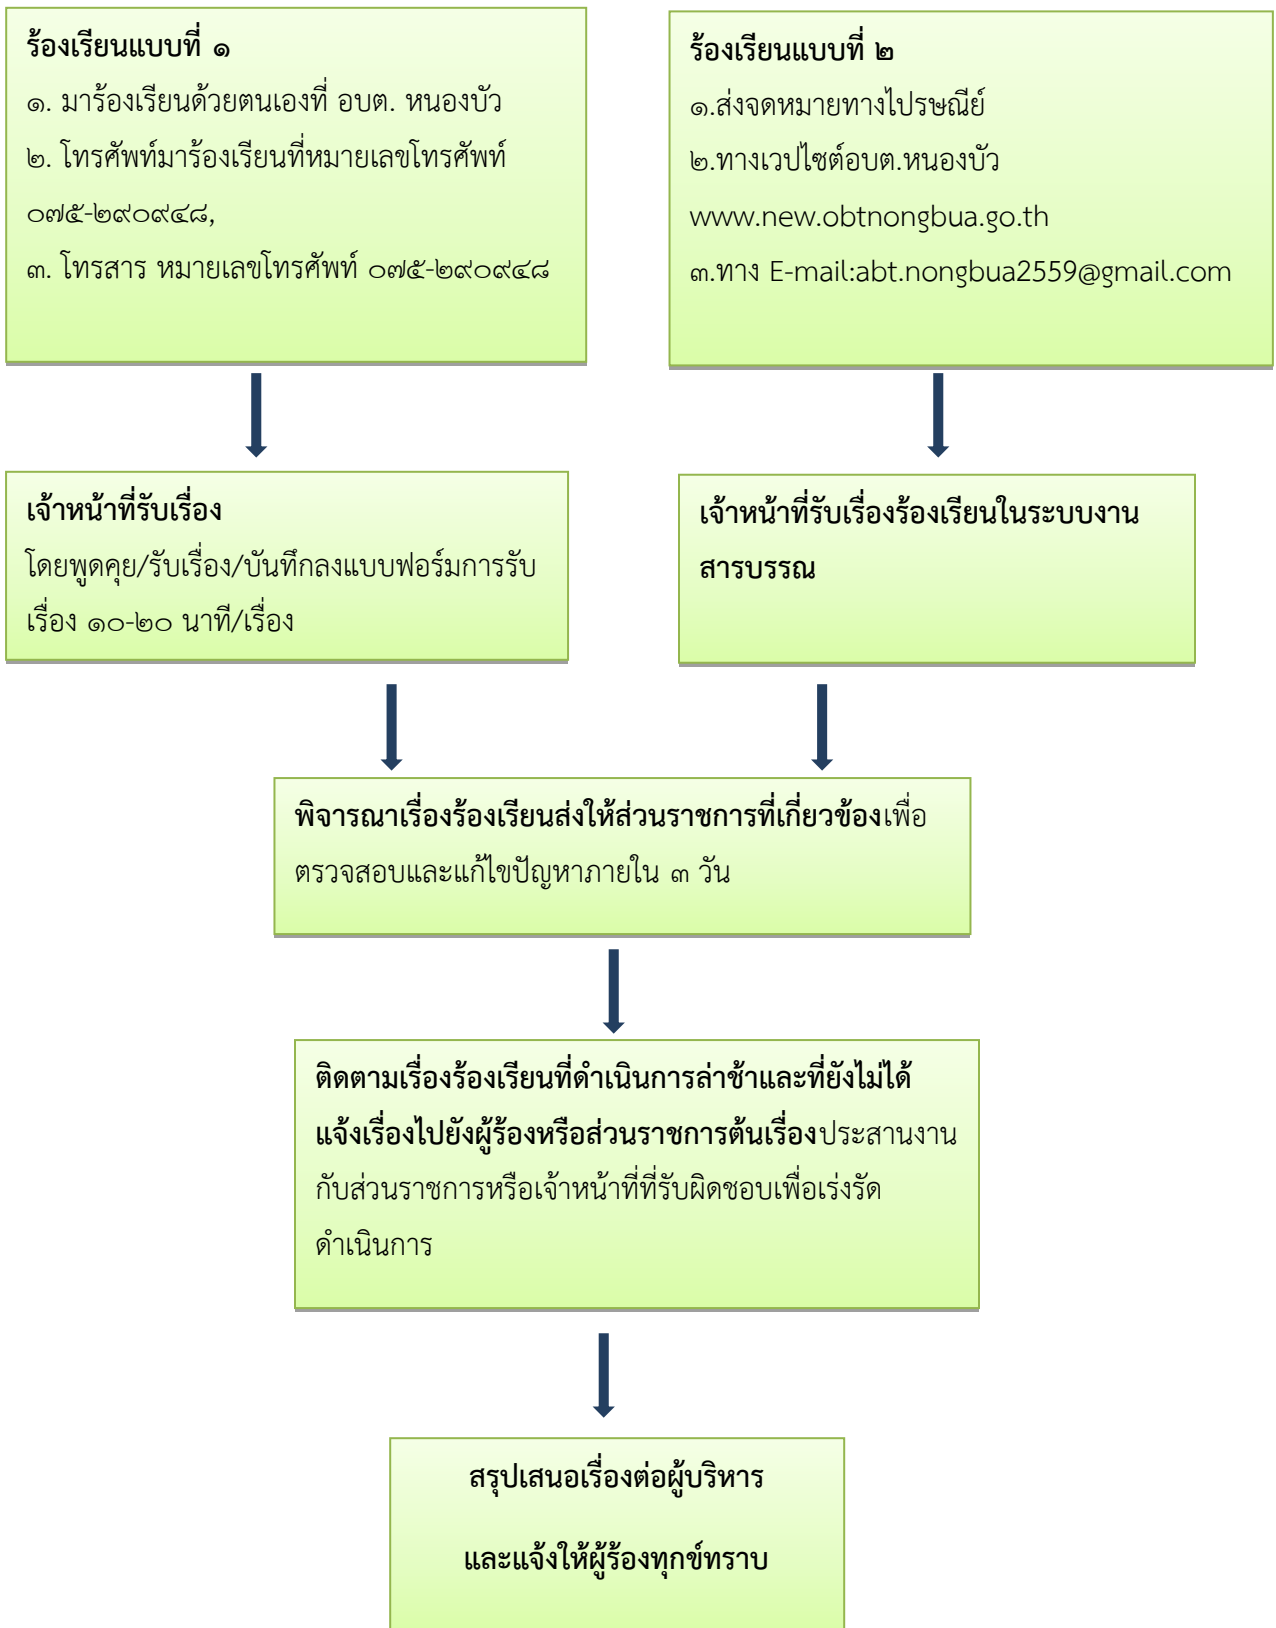 ร้องเรียนแบบที่ ๑
๑. มาร้องเรียนด้วยตนเองที่ อบต. หนองบัว
๒. โทรศัพท์มาร้องเรียนที่หมายเลขโทรศัพท์
๐๗๕-๒๙๐๙๔๘,
๓. โทรสาร หมายเลขโทรศัพท์ ๐๗๕-๒๙๐๙๔๘
ร้องเรียนแบบที่ ๒
๑.ส่งจดหมายทางไปรษณีย์
๒.ทางเวปไซต์อบต.หนองบัว
www.new.obtnongbua.go.th
๓.ทาง E-mail:abt.nongbua2559@gmail.com
เจ้าหน้าที่รับเรื่อง
โดยพูดคุย/รับเรื่อง/บันทึกลงแบบฟอร์มการรับ
เรื่อง ๑๐-๒๐ นาที/เรื่อง
เจ้าหน้าที่รับเรื่องร้องเรียนในระบบงาน
สารบรรณ
พิจารณาเรื่องร้องเรียนส่งให้ส่วนราชการที่เกี่ยวข้องเพื่อ
ตรวจสอบและแก้ไขปัญหาภายใน ๓ วัน
ติดตามเรื่องร้องเรียนที่ดำเนินการล่าช้าและที่ยังไม่ได้
แจ้งเรื่องไปยังผู้ร้องหรือส่วนราชการต้นเรื่องประสานงาน
กับส่วนราชการหรือเจ้าหน้าที่ที่รับผิดชอบเพื่อเร่งรัด
ดำเนินการ
สรุปเสนอเรื่องต่อผู้บริหาร
และแจ้งให้ผู้ร้องทุกข์ทราบ